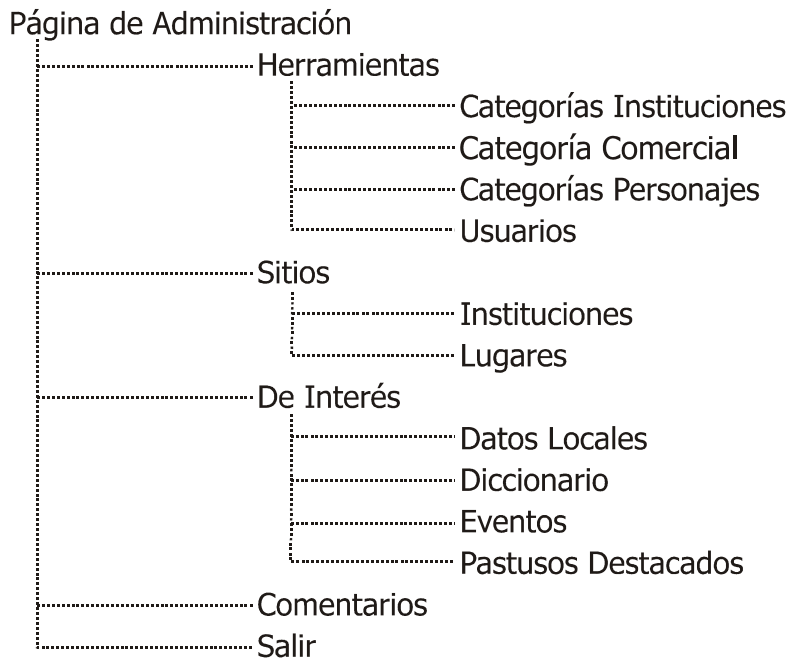 Página de Administración
Herramientas
Categorías Instituciones
Categoría Comercial
Categorías Personajes
Usuarios
Sitios
Instituciones
Lugares
De Interés
Datos Locales
Diccionario
Eventos
Pastusos Destacados
Comentarios
Salir